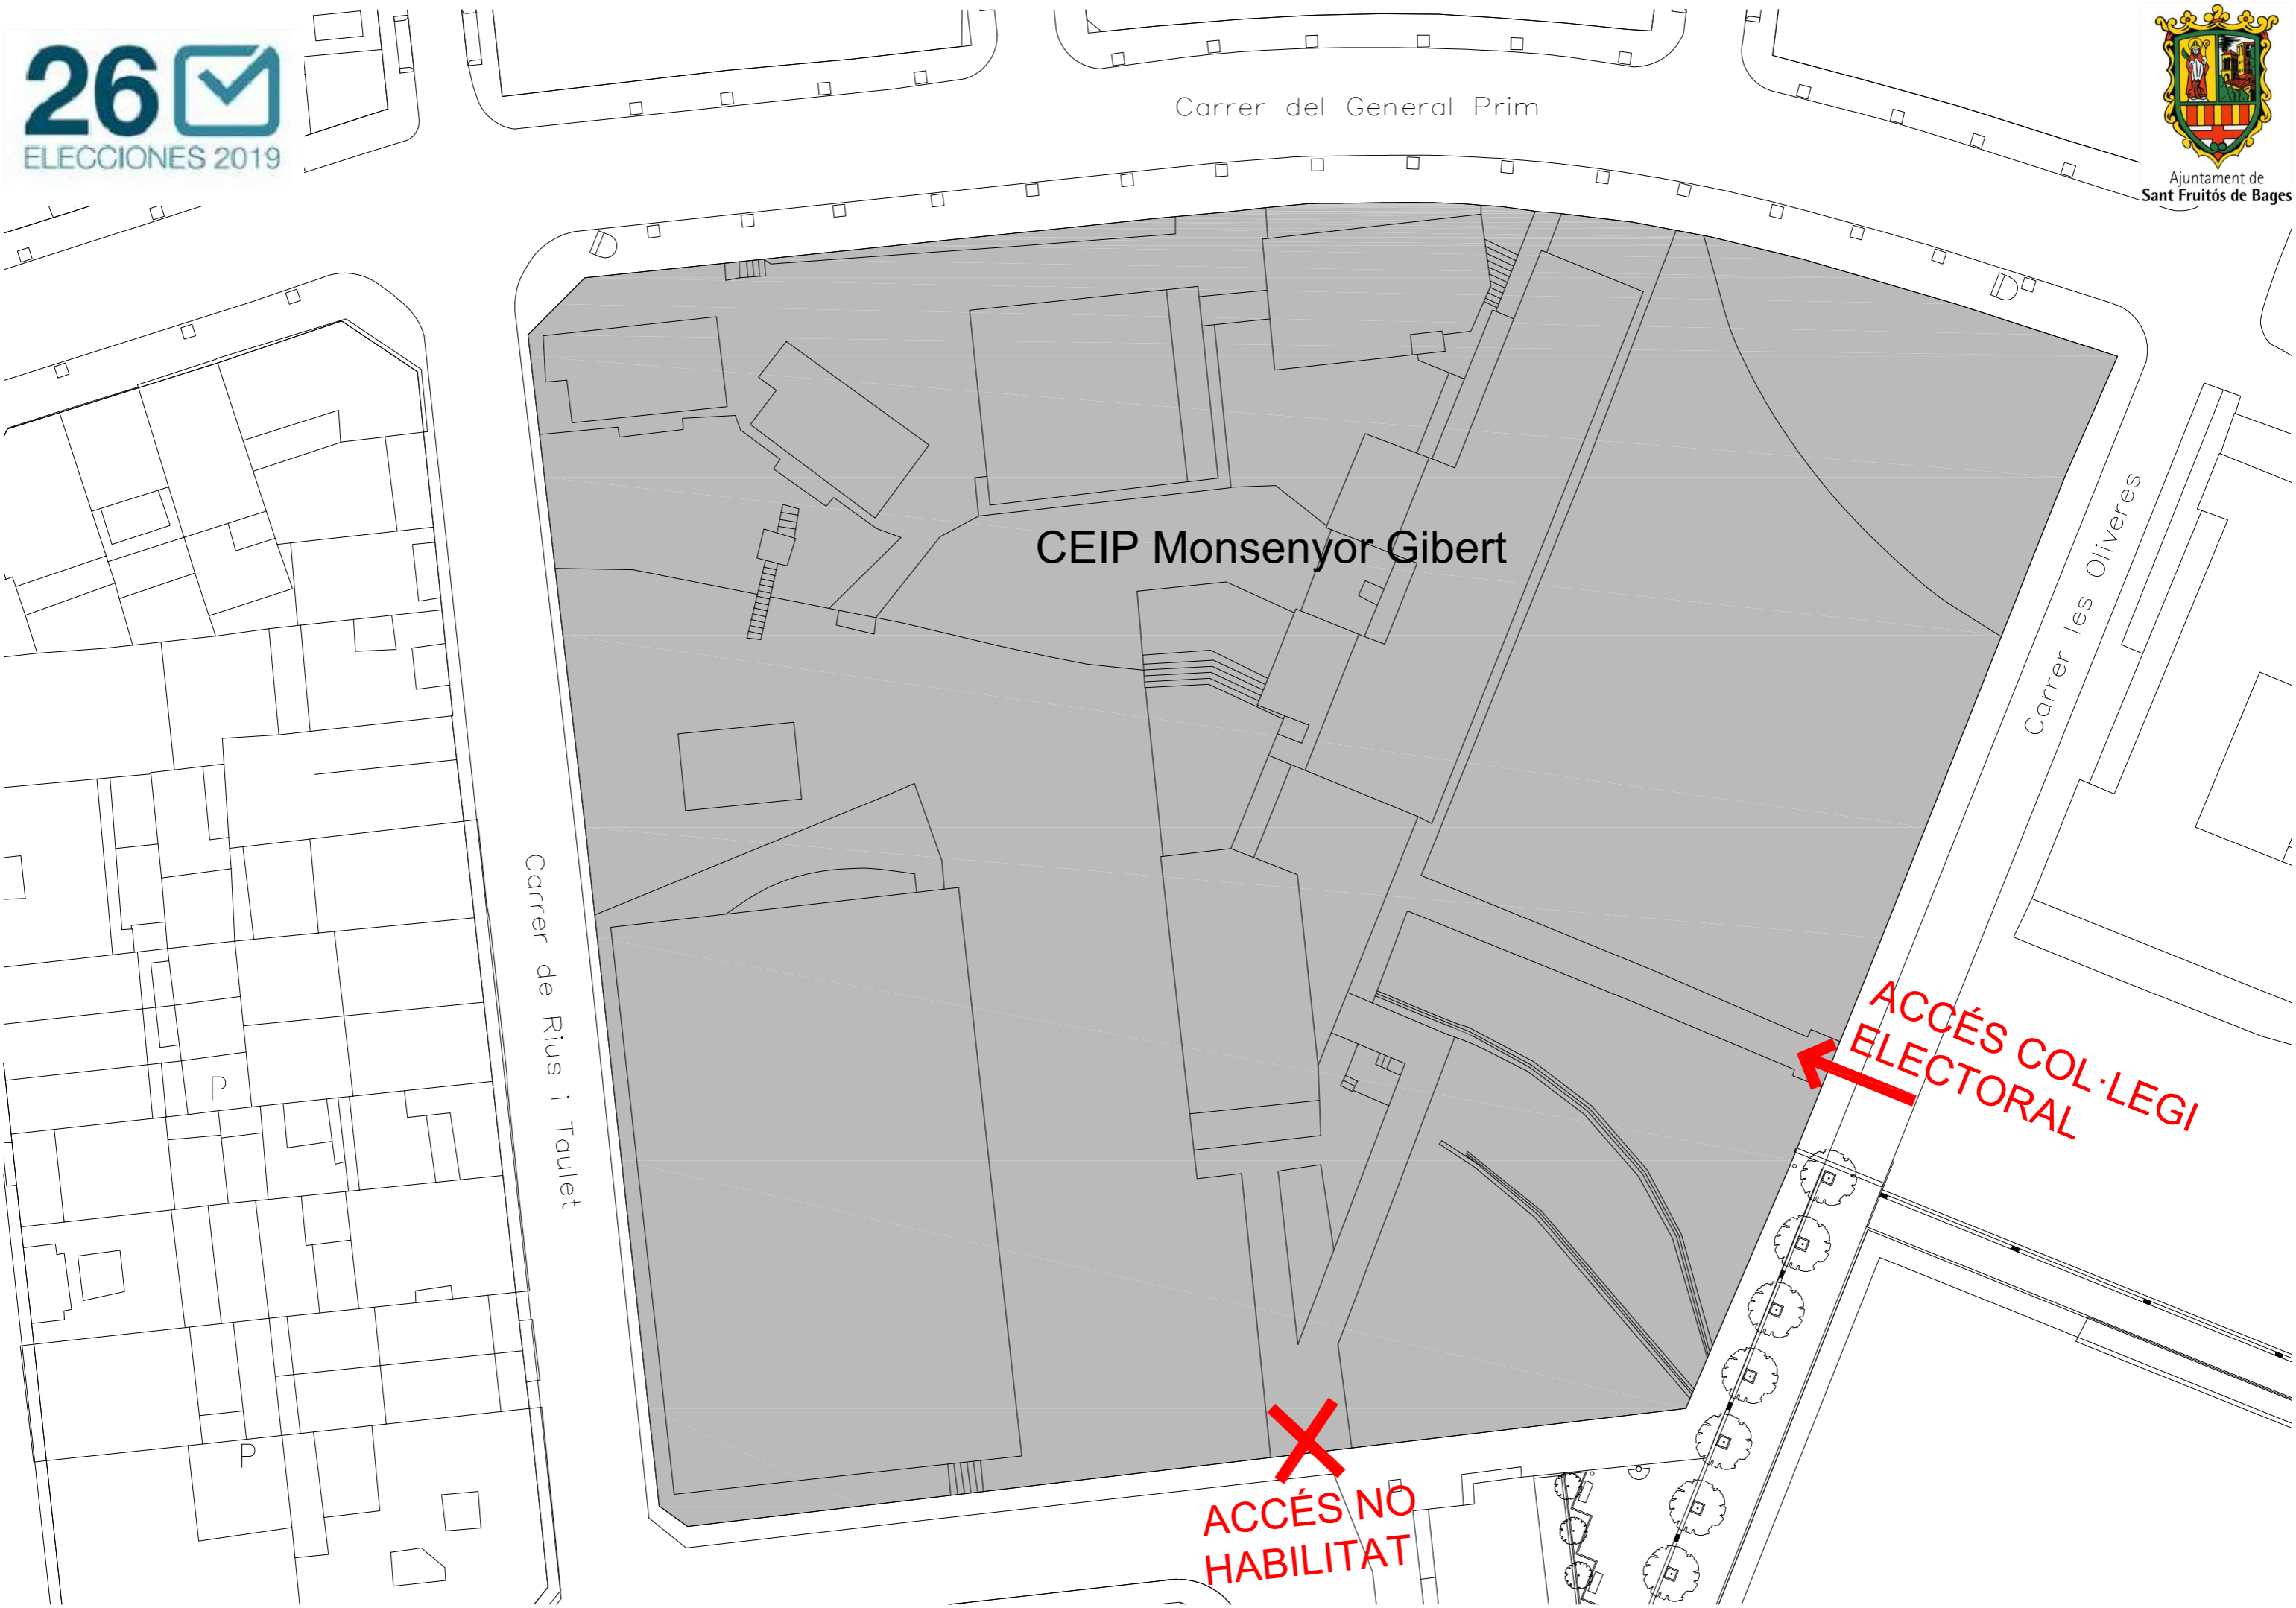 26
ELECCIONES 2019
Carrer del General Prim
Ajuntament de
Sant Fruitós de Bages
CEIP Monsenyor Gibert
Carrer les Oliveres
Carrer de Rius i Taulet
ACCÉS COL·LEGI
ELECTORAL
P
P
ACCÉS NO
HABILITAT